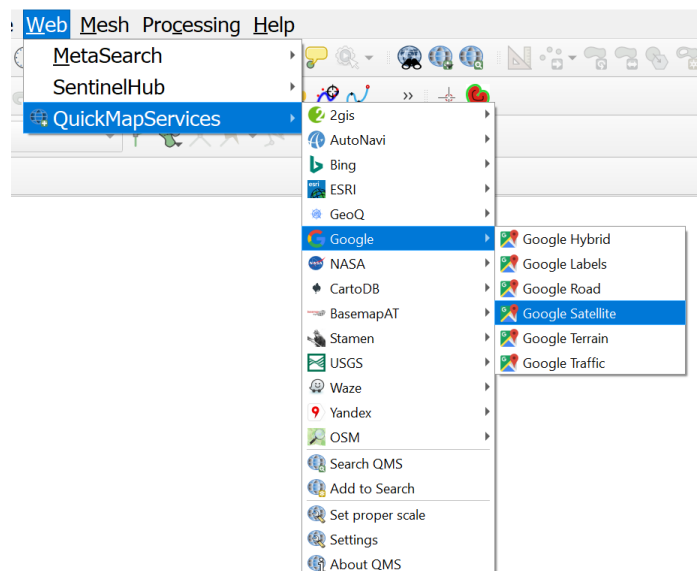 Web Mesh Processing Help
MetaSearch
SentinelHub
QuickMapServices
»
2gis
AutoNavi
Bing
ESRI
GeoQ
Google
NASA
CartoDB
BasemapAT
Stamen
USGS
Waze
Yandex
OSM
Search QMS
Add to Search
Set proper scale
Settings
About QMS
Google Hybrid
Google Labels
Google Road
Google Satellite
Google Terrain
Google Traffic